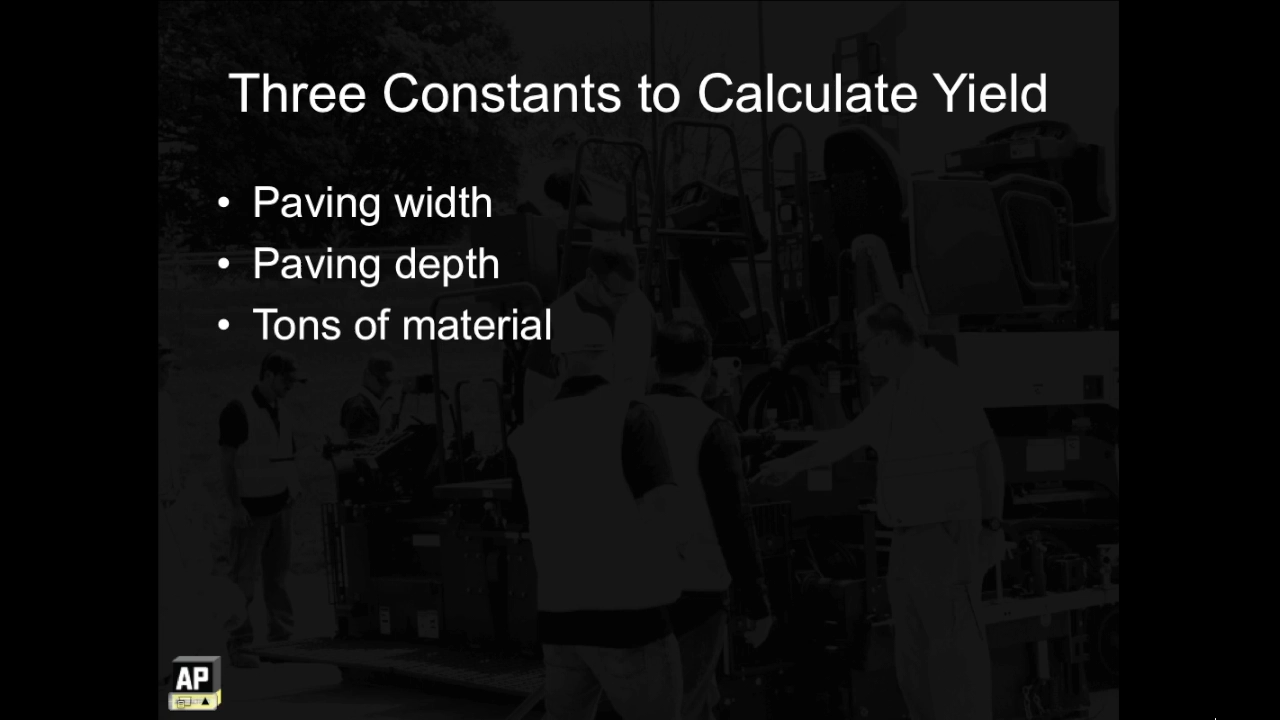 Three Constants to Calculate Yield
• Paving width
• Paving depth
• Tons of material
AP